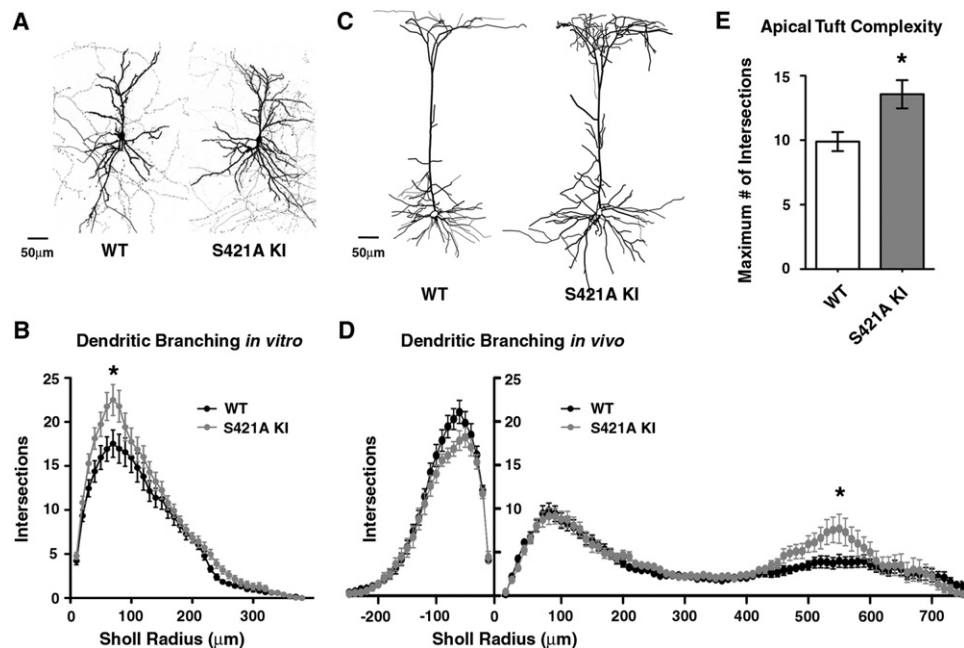 A
WT
S421A KI
50μm
C
WT
S421A KI
50μm
E
Apical Tuft Complexity
*
Maximum # of Intersections
15
10
5
0
WT
S421A KI
B
Dendritic Branching in vitro
*
WT
S421A KI
Intersections
25
20
15
10
5
0
0 100 200 300
Sholl Radius (μm)
D
Dendritic Branching in vivo
WT
S421A KI
*
Intersections
25
20
15
10
5
-200 -100 0 100 200 300 400 500 600 700
Sholl Radius (μm)
Sholl Radius (μm)